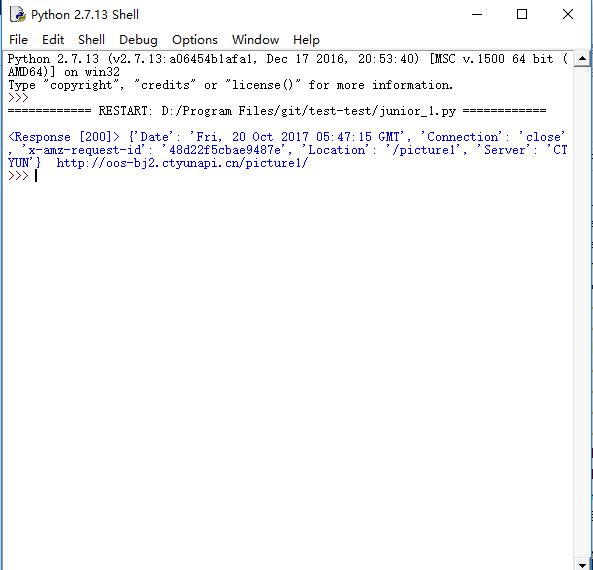 Python 2.7.13 Shell
File Edit Shell Debug Options Window Help
Python 2.7.13 (v2.7.13:a06454b1afa1, Dec 17 2016, 20:53:40) [MSC v.1500 64 bit (
AMD64)] on win32
Type "copyright", "credits" or "license()" for more information.
>>>
============ RESTART: D:/Program Files/git/test-test/junior_1.py ============
<Response [200]> {'Date': 'Fri, 20 Oct 2017 05:47:15 GMT', 'Connection': 'close'
, 'x-amz-request-id': '48d22f5cbae9487e', 'Location': '/picture1', 'Server': 'CT
YUN'}  http://oos-bj2.ctyunapi.cn/picture1/
>>>